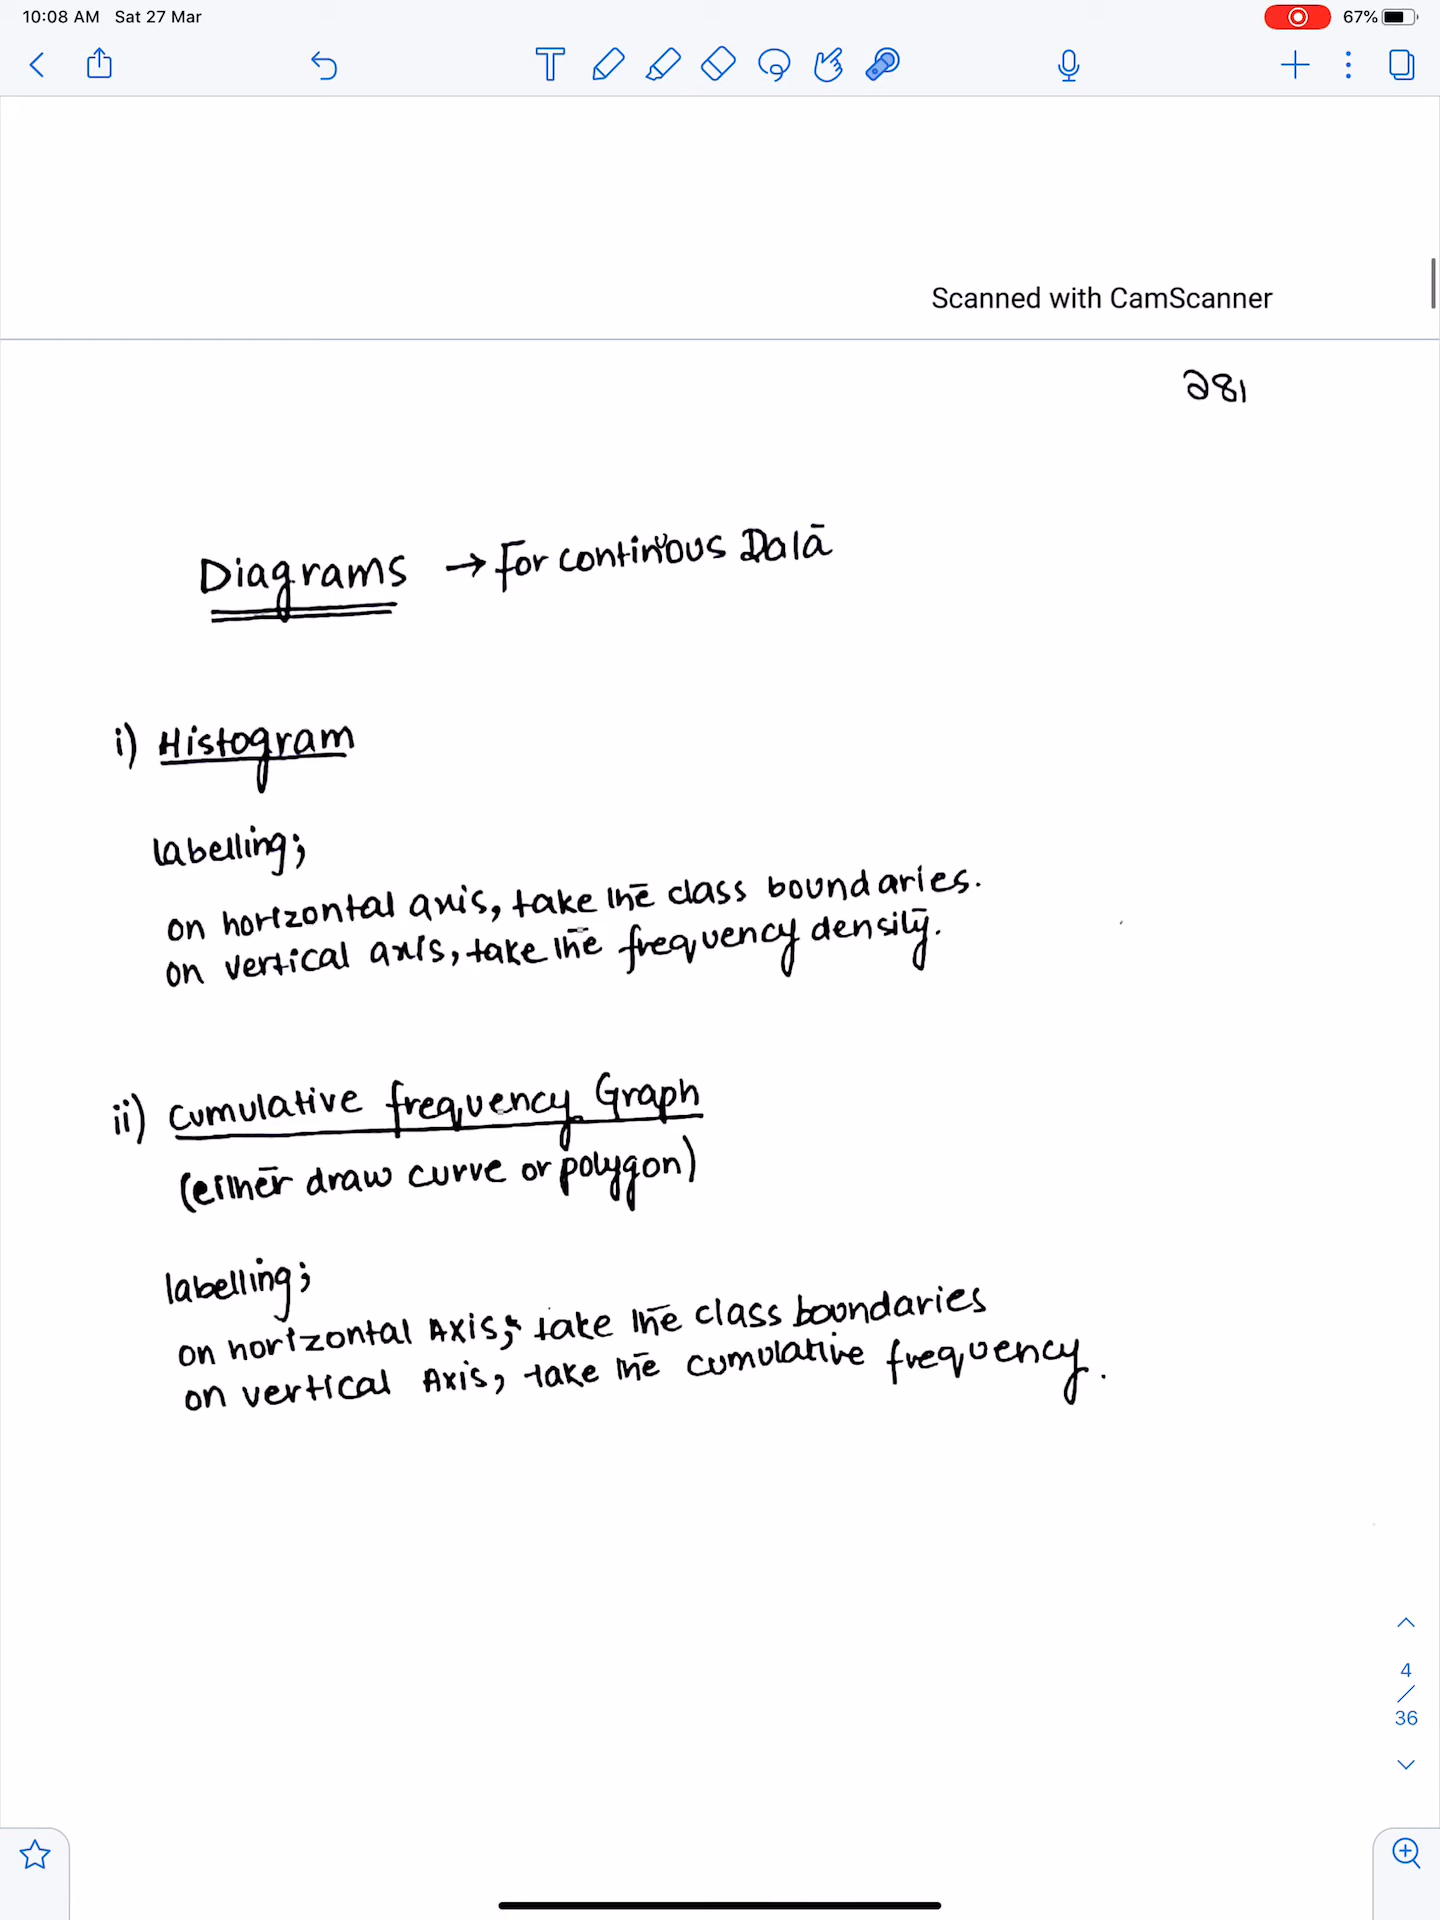 10:08 AM Sat 27 Mar
67%
Scanned with CamScanner
281
Diagrams → For continuous Data
i) Histogram
labelling;
on horizontal axis, take the class boundaries.
on vertical axis, take the frequency density.
ii) Cumulative frequency Graph
(either draw curve or polygon)
labelling;
on horizontal Axis, take the class boundaries
on vertical Axis, take the cumulative frequency.
4
/
36